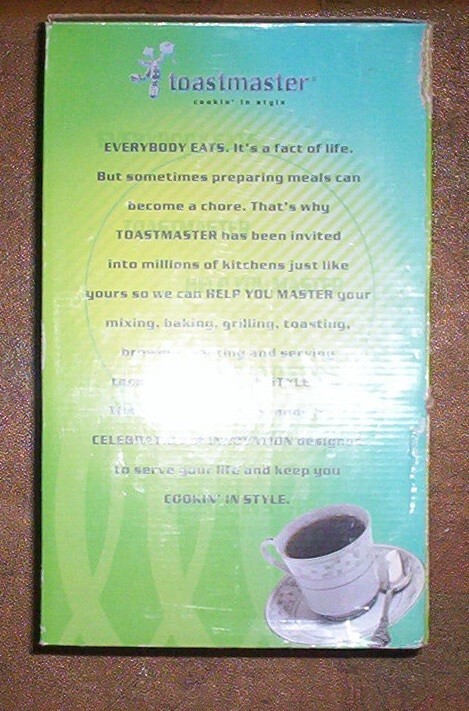 toastmaster
cookin' in style
EVERYBODY EATS. It's a fact of life.
But sometimes preparing meals can
become a chore. That's why
TOASTMASTER has been invited
into millions of kitchens just like
yours so we can HELP YOU MASTER your
mixing, baking, grilling, toasting,
and serving
to serve your life and keep you
COOKIN' IN STYLE.